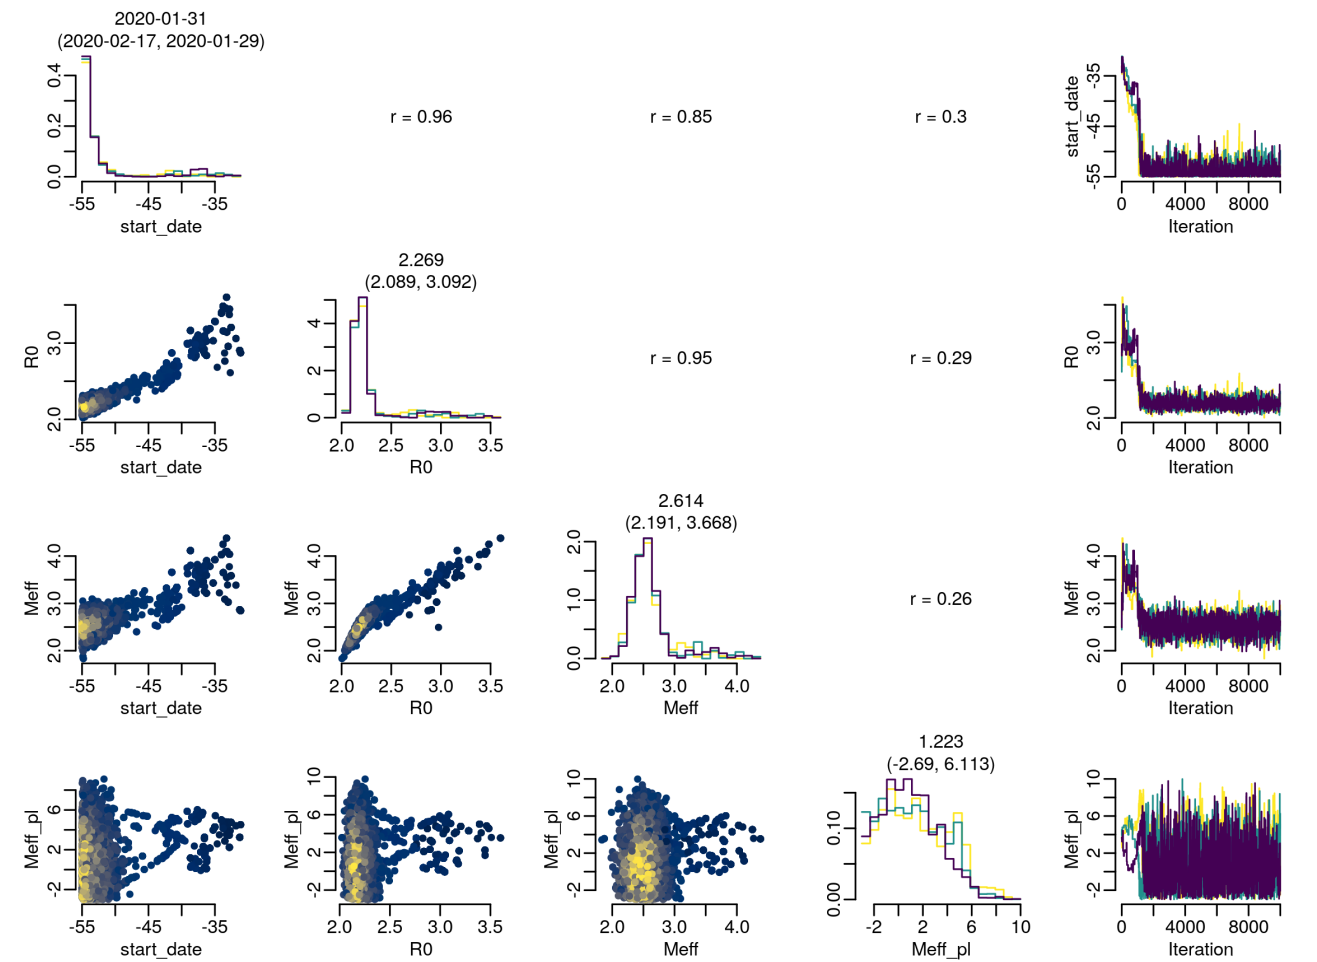 2020-01-31
(2020-02-17, 2020-01-29)
0.0 0.2 0.4
-55 -45 -35
start_date
r = 0.96
r = 0.85
r = 0.3
start_date
-55 -45 -35
0 4000 8000
Iteration
R0
2.0 3.0
-55 -45 -35
start_date
2.269
(2.089, 3.092)
0 2 4
2.0 2.5 3.0 3.5
R0
r = 0.95
r = 0.29
R0
2.0 3.0
0 4000 8000
Iteration
Meff
2.0 3.0 4.0
-55 -45 -35
start_date
Meff
2.0 3.0 4.0
2.0 2.5 3.0 3.5
R0
2.614
(2.191, 3.668)
0.0 1.0 2.0
2.0 3.0 4.0
Meff
r = 0.26
Meff
2.0 3.0 4.0
0 4000 8000
Iteration
Meff_pl
-2 2 6
-55 -45 -35
start_date
Meff_pl
-2 2 6 10
2.0 2.5 3.0 3.5
R0
Meff_pl
-2 2 6 10
2.0 3.0 4.0
Meff
1.223
(-2.69, 6.113)
0.00 0.10
-2 2 6 10
Meff_pl
Meff_pl
-2 2 6 10
0 4000 8000
Iteration